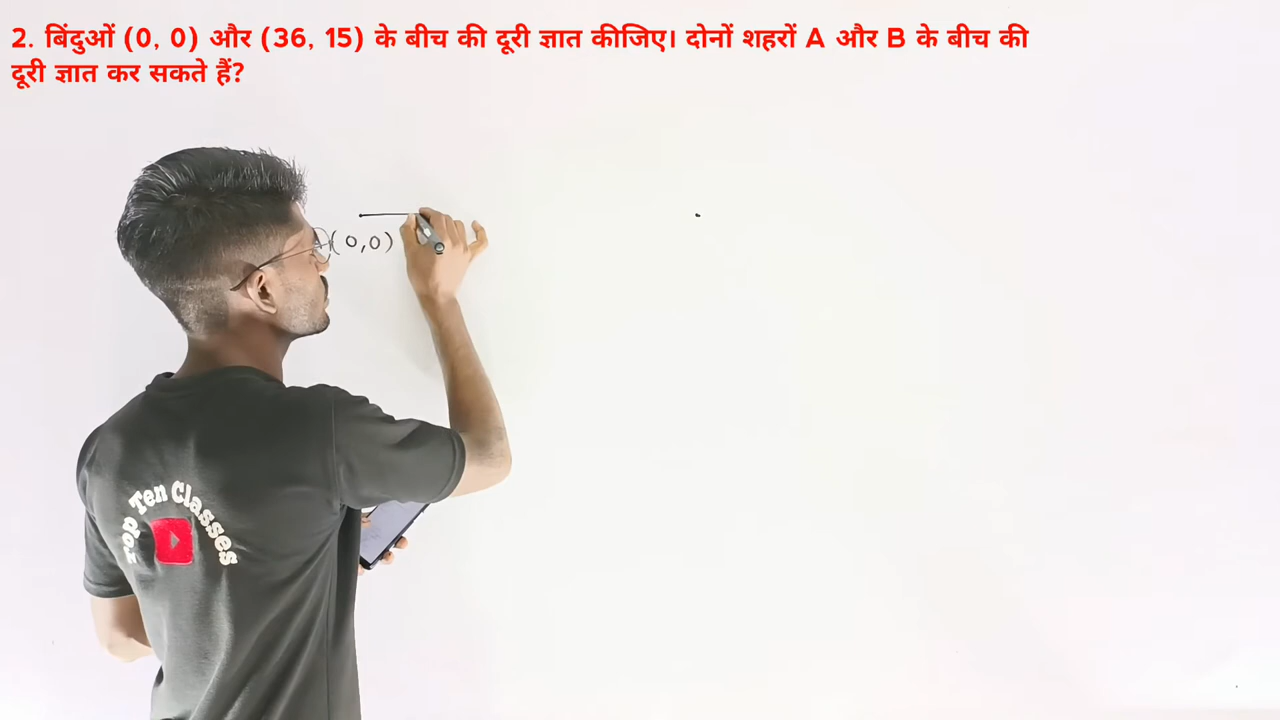 2. बिंदुओं (0, 0) और (36, 15) के बीच की दूरी ज्ञात कीजिए। दोनों शहरों A और B के बीच की
दूरी ज्ञात कर सकते हैं?
(0,0)
Top Ten Classes